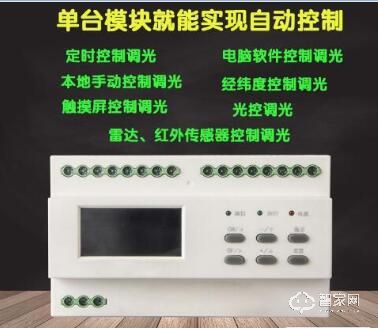 单台模块就能实现自动控制
定时控制调光 电脑软件控制调光
本地手动控制调光 经纬度控制调光
触摸屏控制调光 光控调光
雷达、红外传感器控制调光
智家网